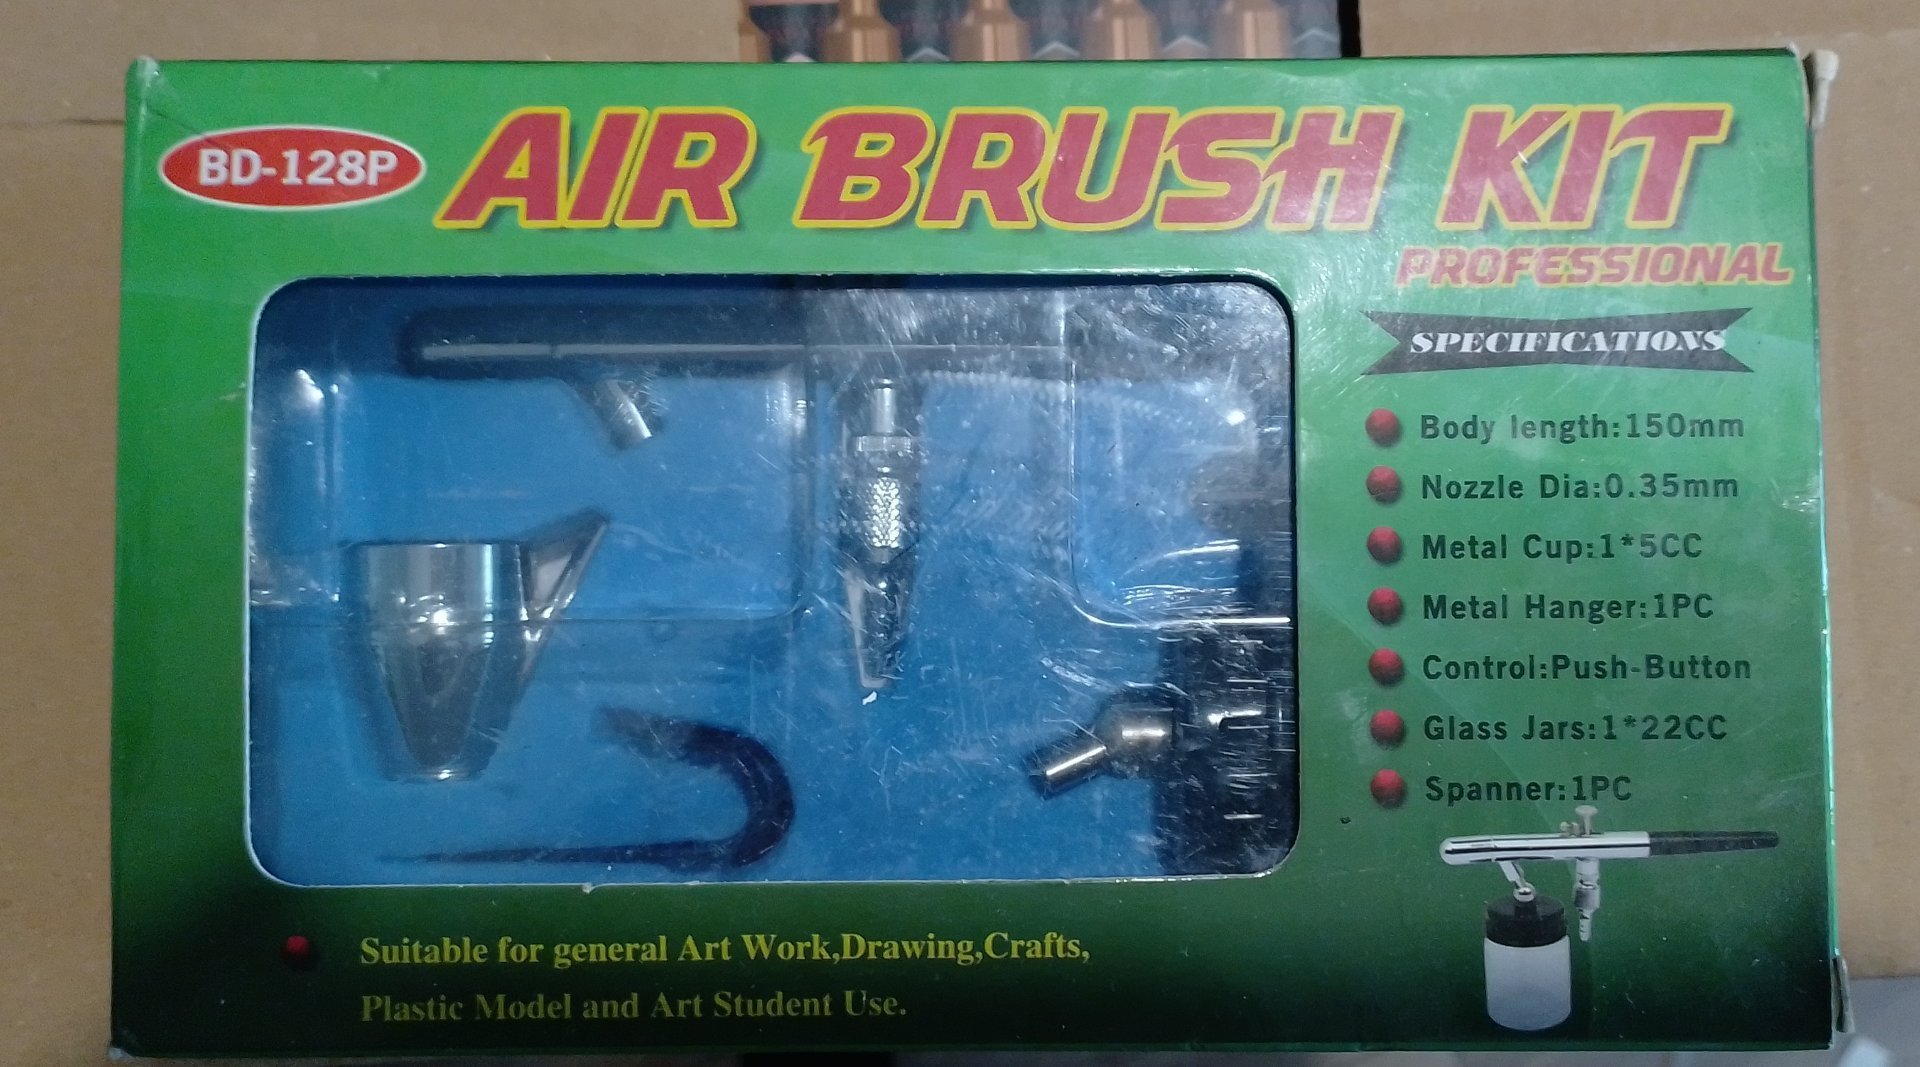 BD-128P
AIR BRUSH KIT
PROFESSIONAL
SPECIFICATIONS
Body length:150mm
Nozzle Dia:0.35mm
Metal Cup:1*5CC
Metal Hanger:1PC
Control:Push-Button
Glass Jars:1*22CC
Spanner:1PC
Suitable for general Art Work,Drawing,Crafts,
Plastic Model and Art Student Use.